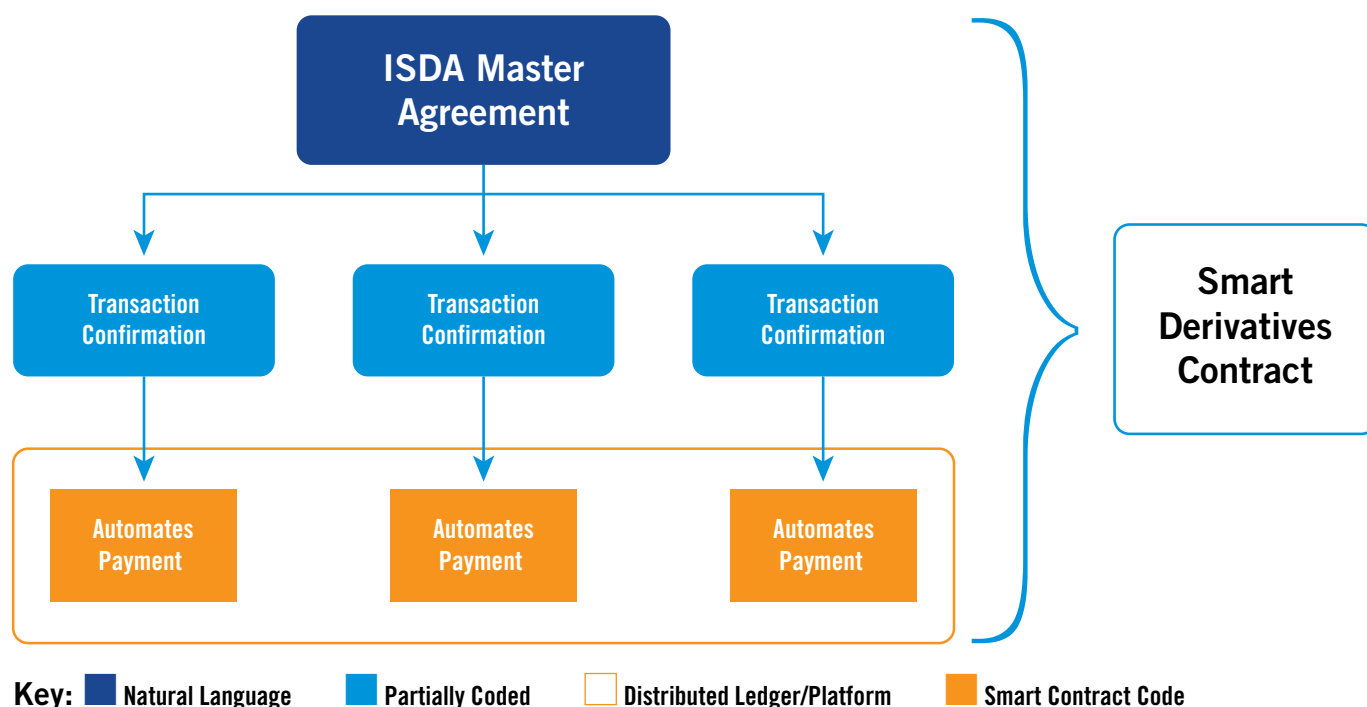 ISDA Master
Agreement
Transaction
Confirmation
Transaction
Confirmation
Transaction
Confirmation
Smart
Derivatives
Contract
Automates
Payment
Automates
Payment
Automates
Payment
Key: Natural Language Partially Coded Distributed Ledger/Platform Smart Contract Code